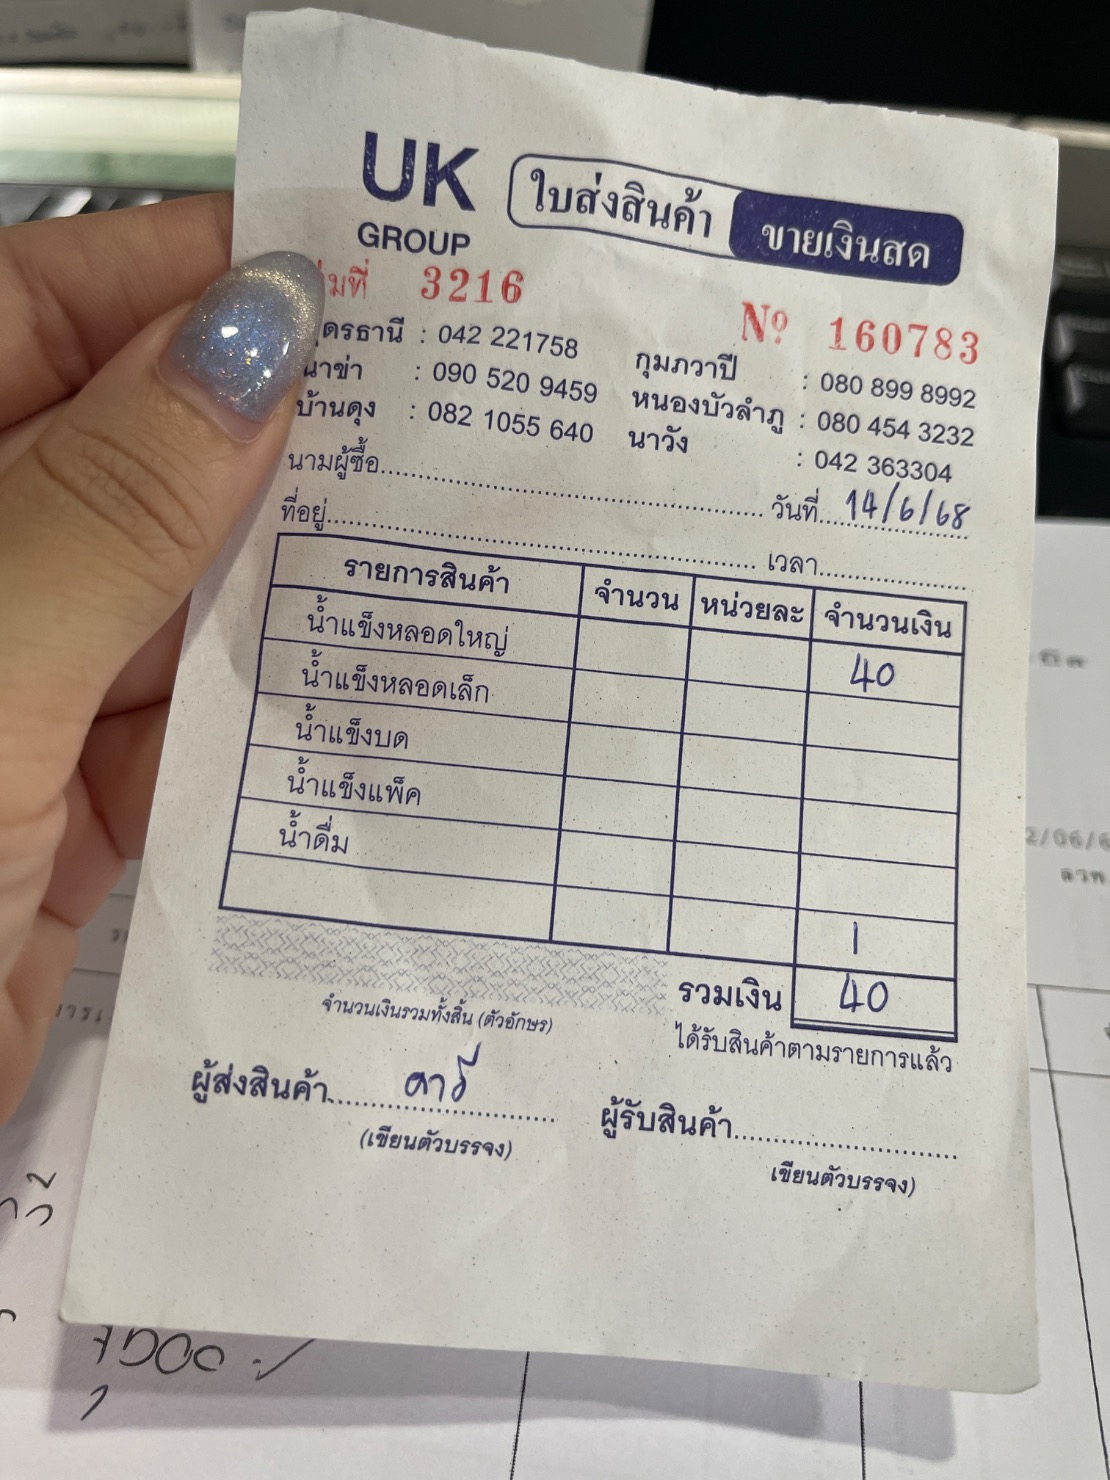 UK
GROUP
ใบส่งสินค้า ขายเงินสด
3216
Nº 160783
: 042 221758
กุมภวาปี : 080 899 8992
: 090 520 9459
หนองบัวลำภู : 080 454 3232
บ้านดุง : 082 1055 640
นาวัง : 042 363304
นามผู้ซื้อ.......... วันที่ 14/6/68
ที่อยู่.......... เวลา..........
รายการสินค้า จำนวน หน่วยละ จำนวนเงิน
น้ำแข็งหลอดใหญ่ 40
น้ำแข็งหลอดเล็ก
น้ำแข็งบด
น้ำแข็งแพ็ค
น้ำดื่ม
1
รวมเงิน 40
จำนวนเงินรวมทั้งสิ้น (ตัวอักษร)
ได้รับสินค้าตามรายการแล้ว
ผู้ส่งสินค้า..........
ผู้รับสินค้า..........
(เขียนตัวบรรจง)
เขียนตัวบรรจง)